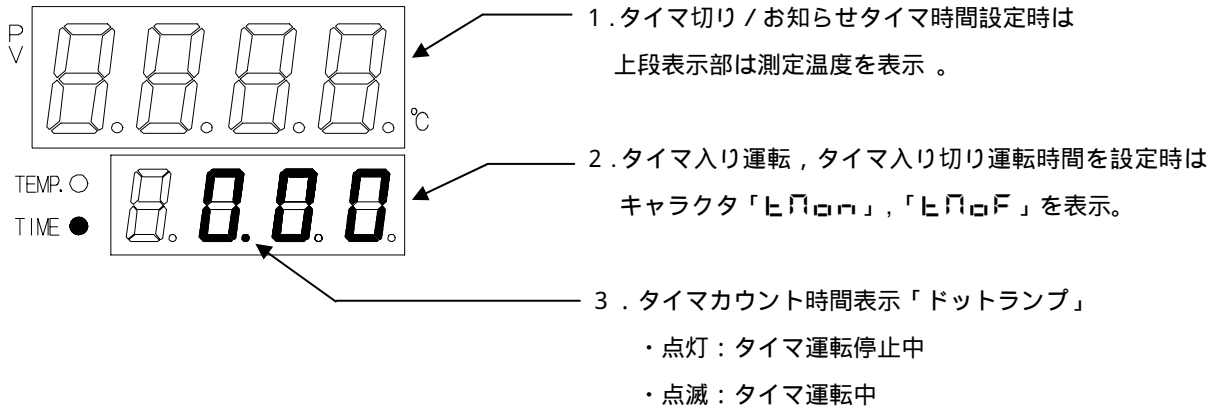 PV
1.タイマ切り/お知らせタイマ時間設定時は
上段表示部は測定温度を表示 。
℃
2.タイマ入り運転,タイマ入り切り運転時間を設定時は
キャラクタ「tMon」,「tMoF」を表示。
TEMP.
TIME
0.00
3.タイマカウント時間表示「ドットランプ」
・点灯:タイマ運転停止中
・点滅:タイマ運転中